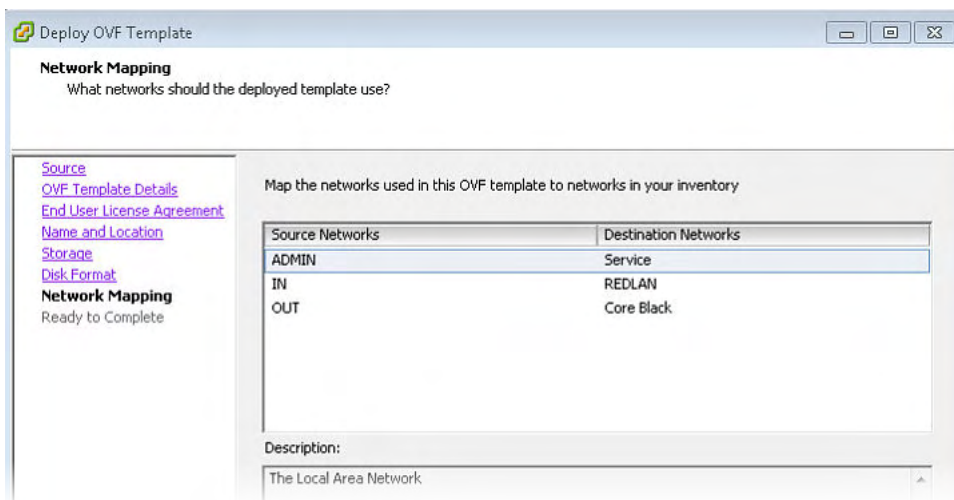 Deploy OVF Template
Network Mapping
What networks should the deployed template use?
Source
OVF Template Details
End User License Agreement
Name and Location
Storage
Disk Format
Network Mapping
Ready to Complete
Map the networks used in this OVF template to networks in your inventory
Source Networks Destination Networks
ADMIN Service
IN REDLAN
OUT Core Black
Description:
The Local Area Network